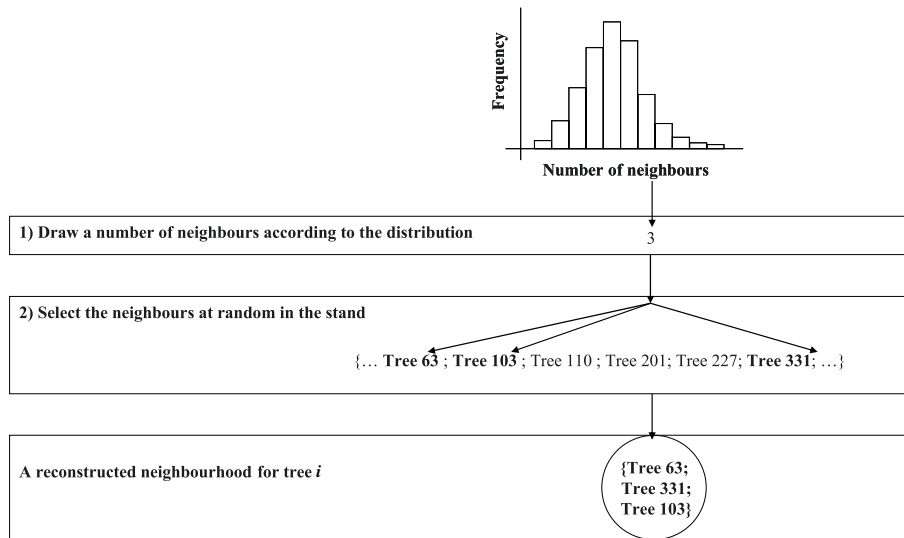 Frequency
Number of neighbours
1) Draw a number of neighbours according to the distribution
3
2) Select the neighbours at random in the stand
{... Tree 63 ; Tree 103 ; Tree 110 ; Tree 201; Tree 227; Tree 331; ...}
A reconstructed neighbourhood for tree i
{Tree 63;
Tree 331;
Tree 103}